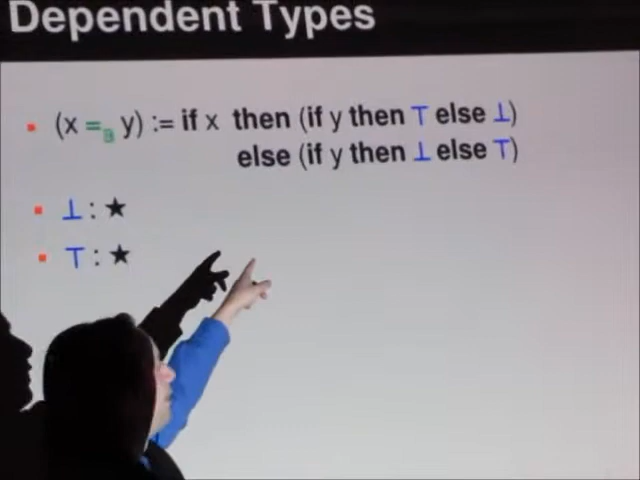 Dependent Types
(x =_B y) := if x then (if y then ⊤ else ⊥)
else (if y then ⊥ else ⊤)
⊥ : ★
⊤ : ★